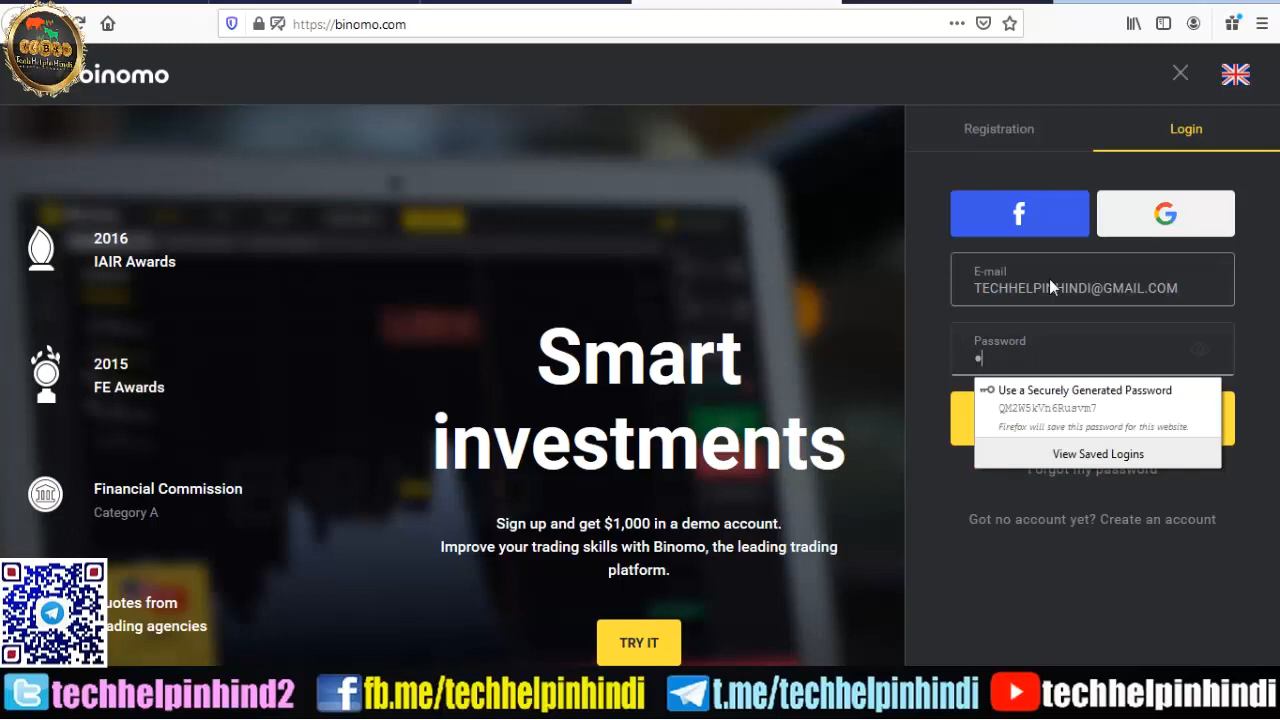 https://binomo.com
TechHelpInHindi
binomo
Registration
Login
2016
IAIR Awards
f
G
E-mail
TECHHELPINHINDI@GMAIL.COM
Password
Use a Securely Generated Password
QM2W5kVn6Rusvm7
Firefox will save this password for this website.
View Saved Logins
Forgot my password
Got no account yet? Create an account
2015
FE Awards
Financial Commission
Category A
uotes from
ading agencies
Smart
investments
Sign up and get $1,000 in a demo account.
Improve your trading skills with Binomo, the leading trading
platform.
TRY IT
techhelpinhind2
fb.me/techhelpinhindi
t.me/techhelpinhindi
techhelpinhindi